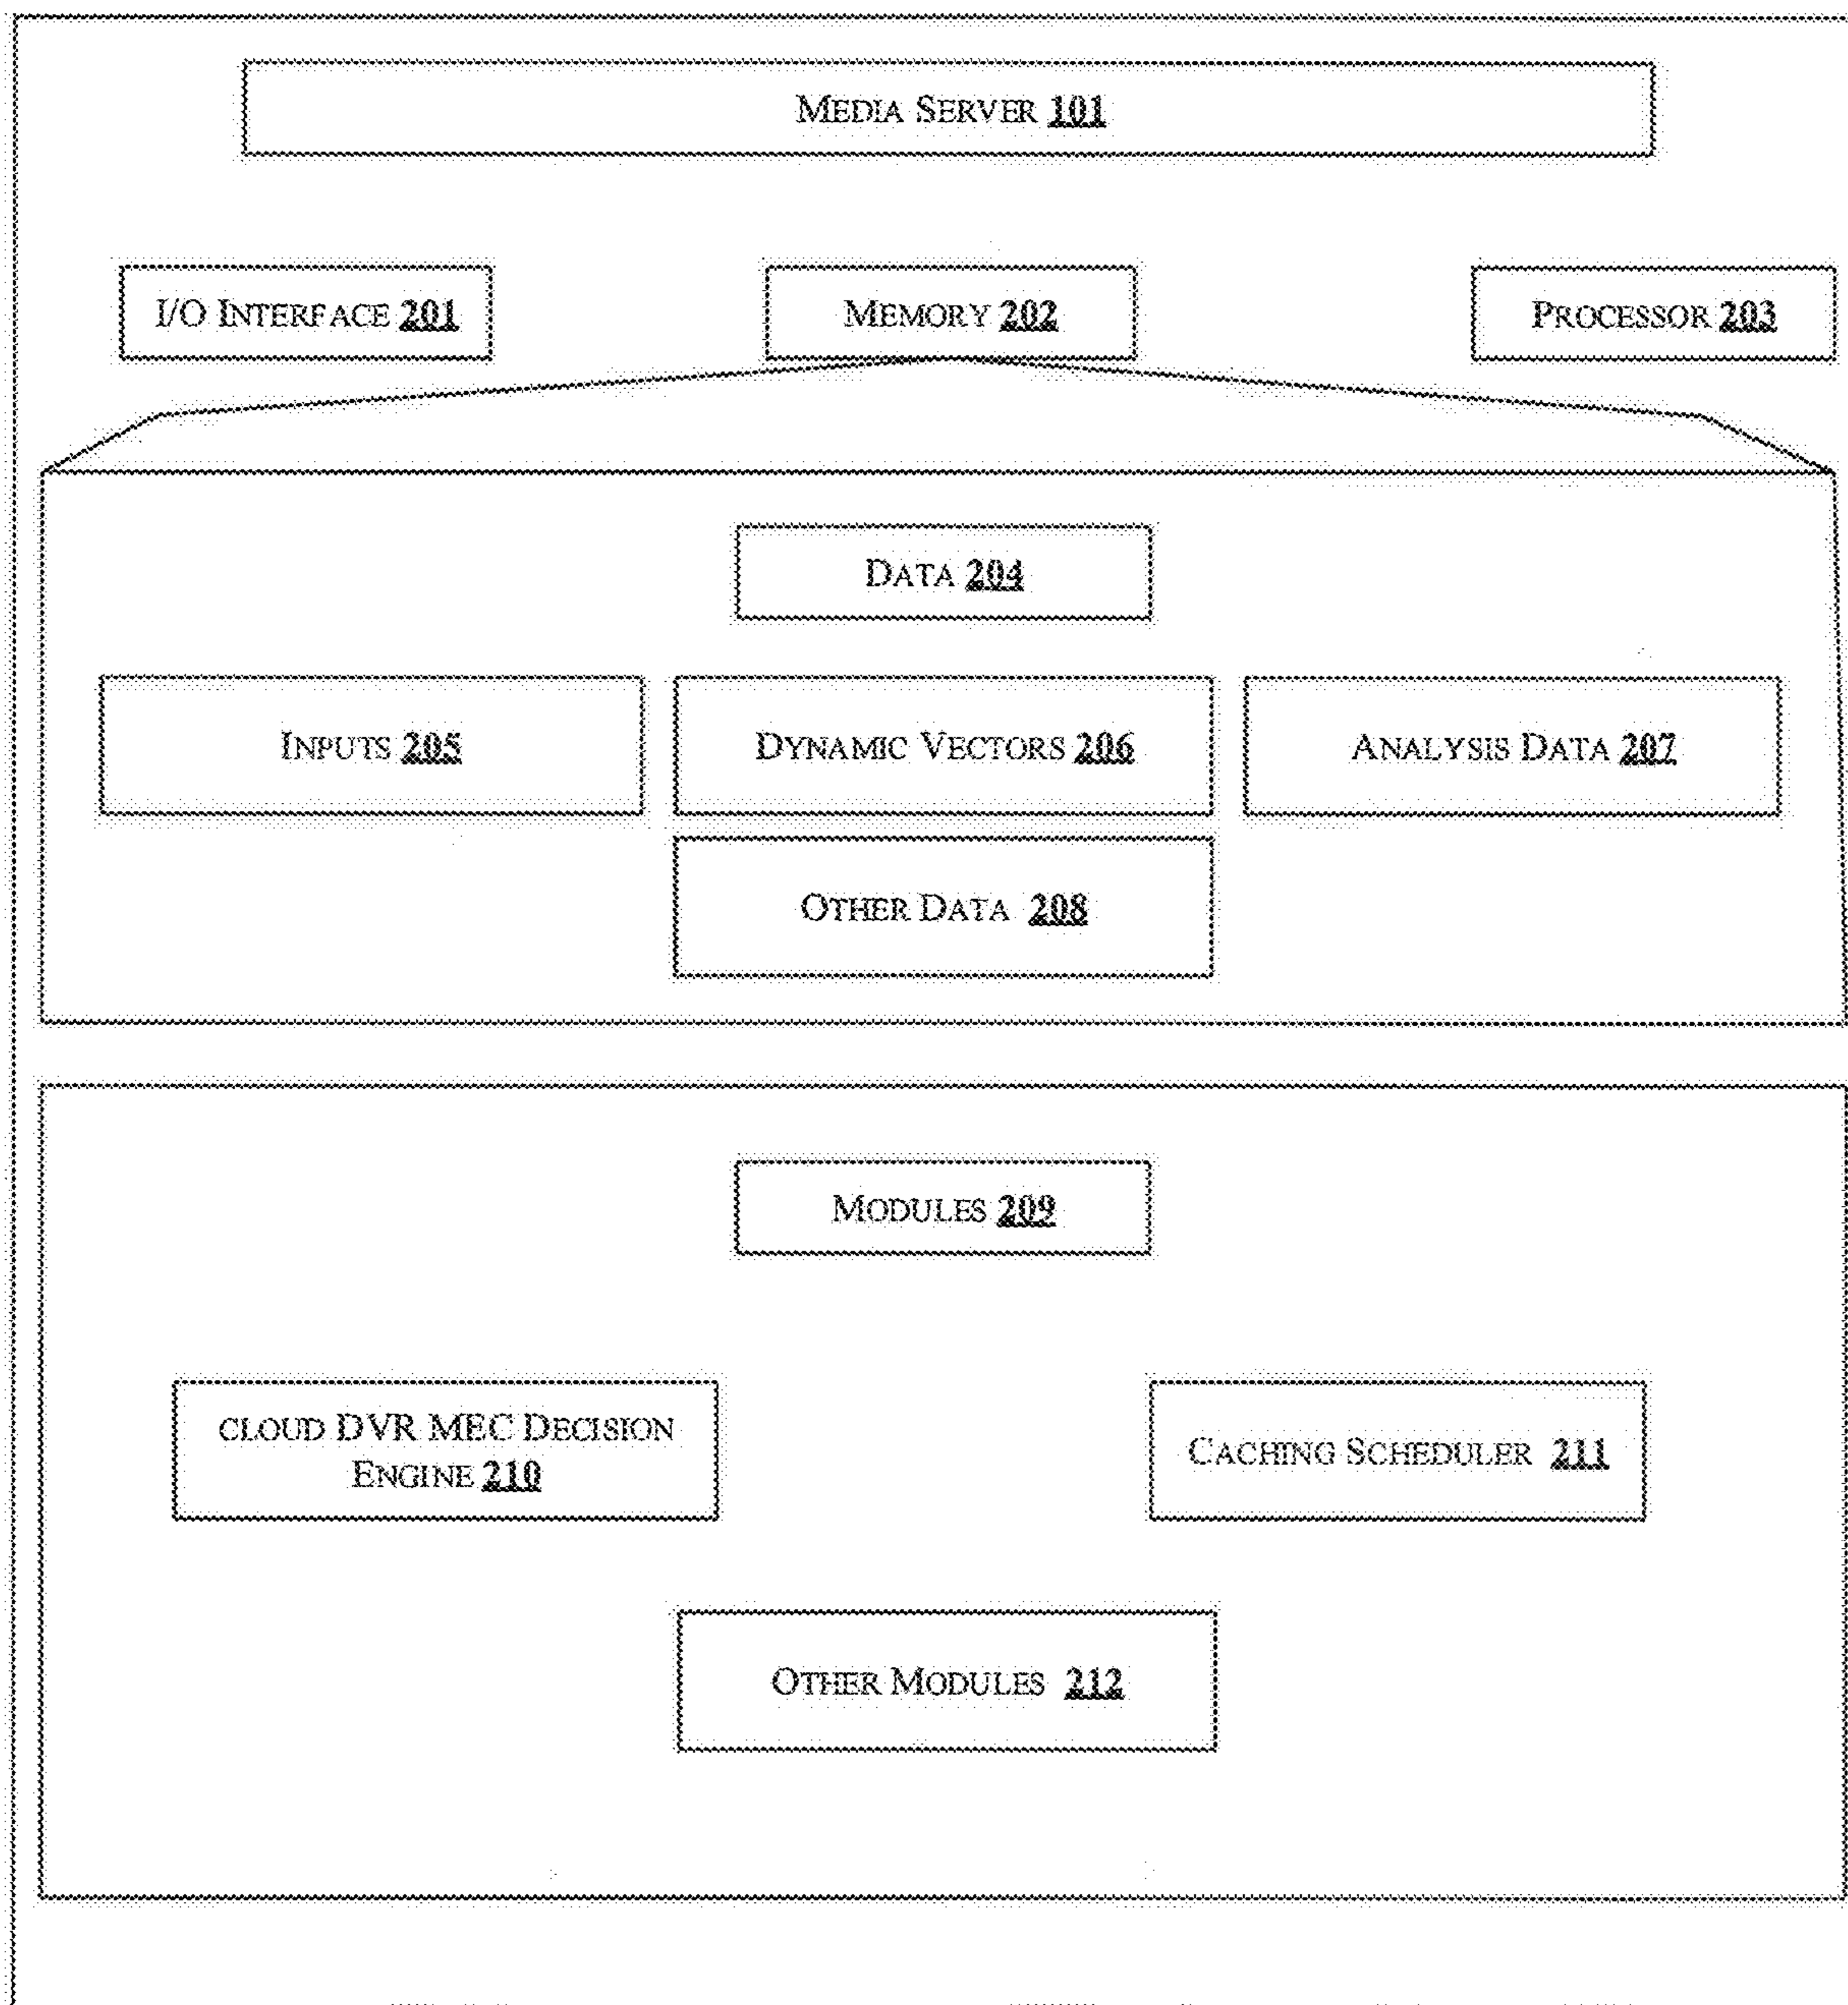 MEDIA SERVER 101
I/O INTERFACE 201
MEMORY 202
PROCESSOR 203
DATA 204
INPUTS 205
DYNAMIC VECTORS 206
ANALYSIS DATA 207
OTHER DATA 208
MODULES 209
CLOUD DVR MEC DECISION
ENGINE 210
CACHING SCHEDULER 211
OTHER MODULES 212